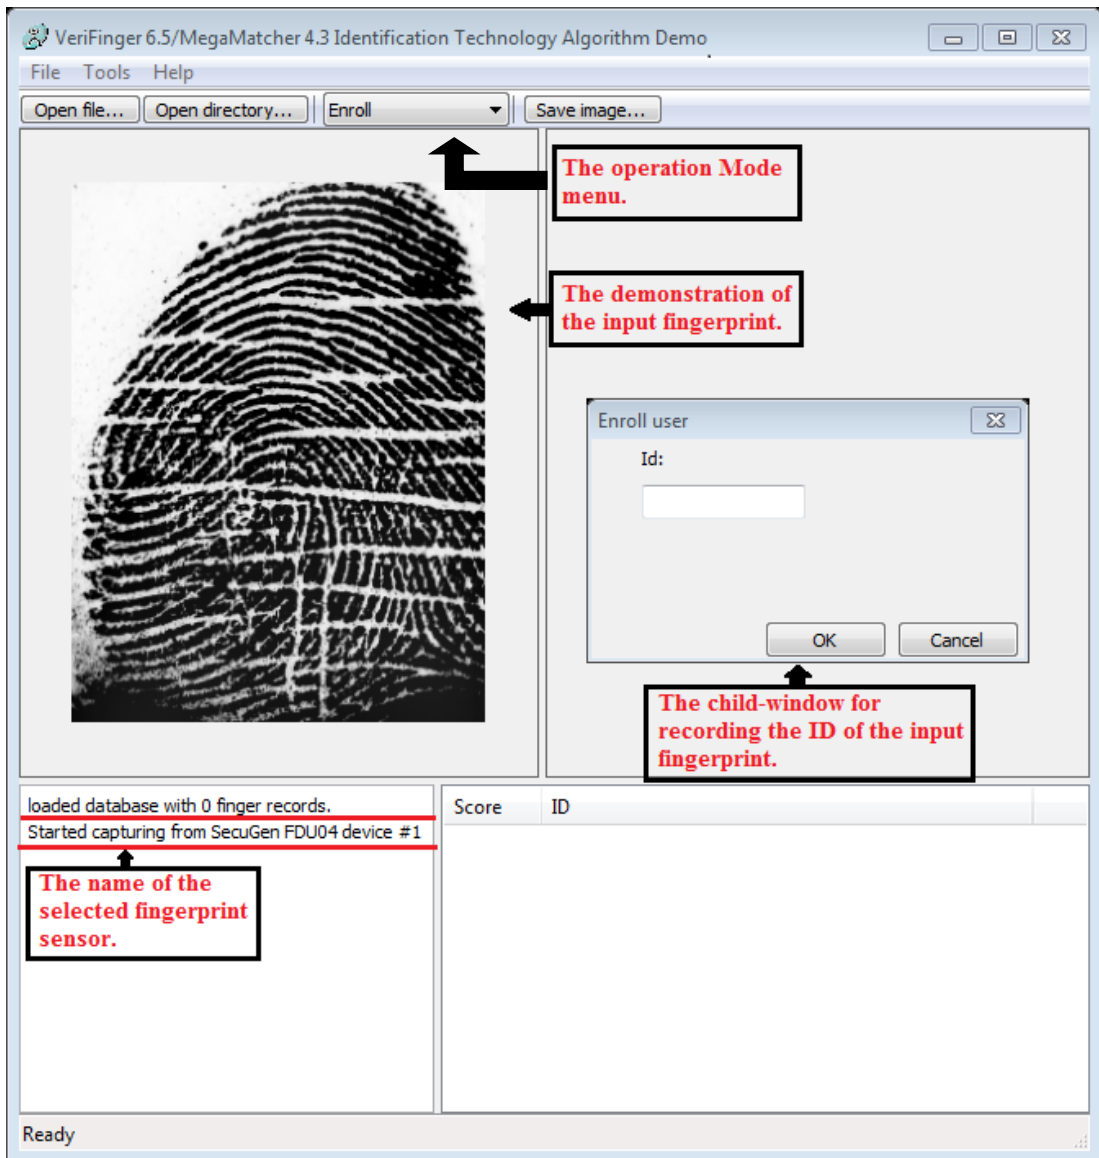 VeriFinger 6.5/MegaMatcher 4.3 Identification Technology Algorithm Demo
File Tools Help
Open file... Open directory... Enroll Save image...
The operation Mode
menu.
The demonstration of
the input fingerprint.
Enroll user
Id:
OK Cancel
The child-window for
recording the ID of the input
fingerprint.
loaded database with 0 finger records.
Started capturing from SecuGen FDU04 device #1
The name of the
selected fingerprint
sensor.
Score ID
Ready